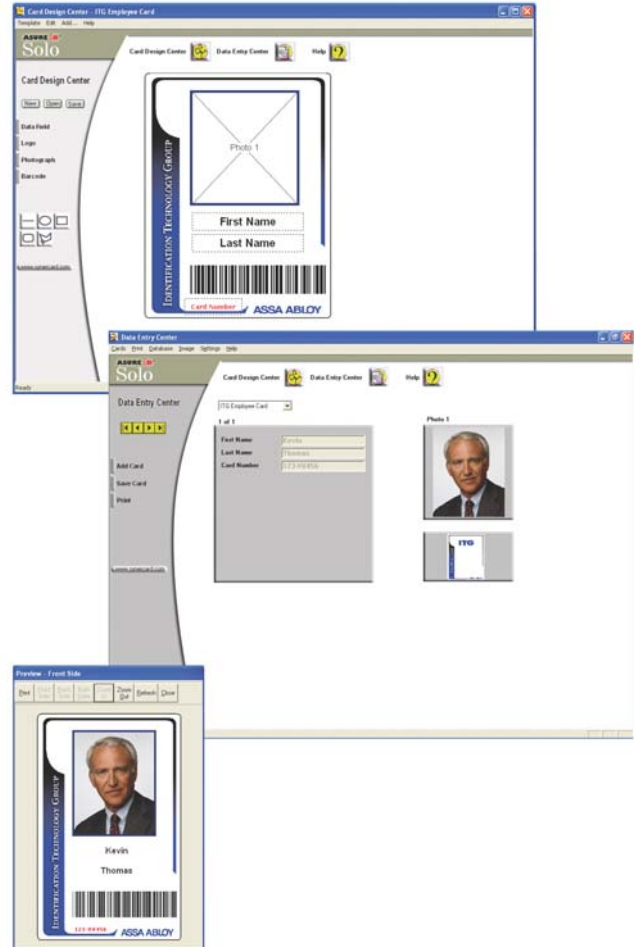 Card Design Center - ITG Employee Card
Template Edit Add... Help
ASURE ID
Solo
Card Design Center
Data Entry Center
Help
Card Design Center
New Open Save
Data Field
Logo
Photograph
Barcode
Photo 1
First Name
Last Name
IDENTIFICATION TECHNOLOGY GROUP
Card Number
ASSA ABLOY
Ready
Data Entry Center
Cards Print Database Image Settings Help
ASURE ID
Solo
Card Design Center
Data Entry Center
Help
Data Entry Center
ITG Employee Card
1 of 1
Photo 1
First Name Kevin
Last Name Thomas
Card Number
Add Card
Save Card
Print
ITG
Preview - Front Side
Print
Zoom Out
Refresh
Close
IDENTIFICATION TECHNOLOGY GROUP
Kevin
Thomas
ASSA ABLOY